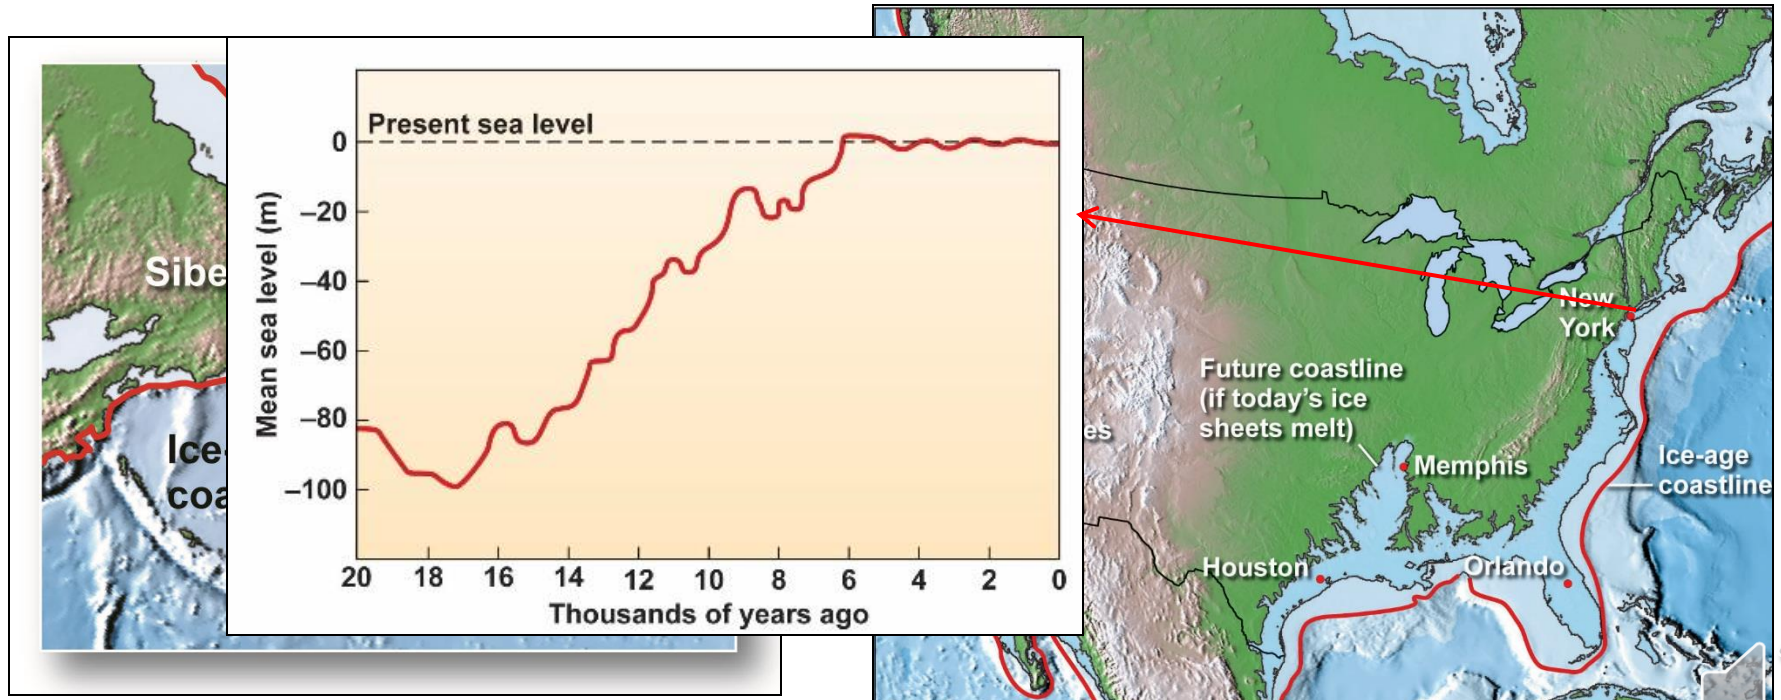 Sibe
Ice-
coa
Present sea level
Mean sea level (m)
0
–20
–40
–60
–80
–100
20 18 16 14 12 10 8 6 4 2 0
Thousands of years ago
es
New
York
Future coastline
(if today’s ice
sheets melt)
Memphis
Ice-age
coastline
Houston
Orlando